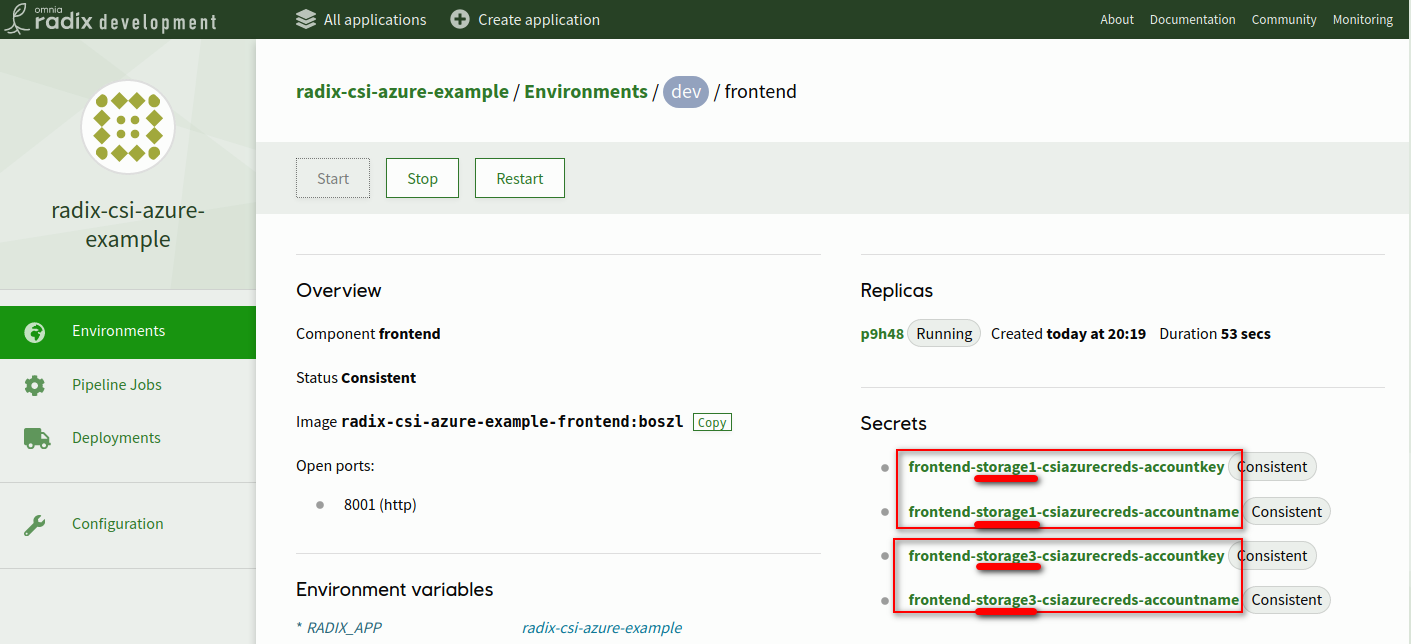 omnia
radix development
All applications
Create application
About Documentation Community Monitoring
radix-csi-azure-
example
Environments
Pipeline Jobs
Deployments
Configuration
radix-csi-azure-example / Environments / dev / frontend
Start Stop Restart
Overview
Component frontend
Status Consistent
Image radix-csi-azure-example-frontend:boszl Copy
Open ports:
8001 (http)
Environment variables
* RADIX_APP radix-csi-azure-example
Replicas
p9h48 Running Created today at 20:19 Duration 53 secs
Secrets
frontend-storage1-csiazurecreds-accountkey Consistent
frontend-storage1-csiazurecreds-accountname Consistent
frontend-storage3-csiazurecreds-accountkey Consistent
frontend-storage3-csiazurecreds-accountname Consistent